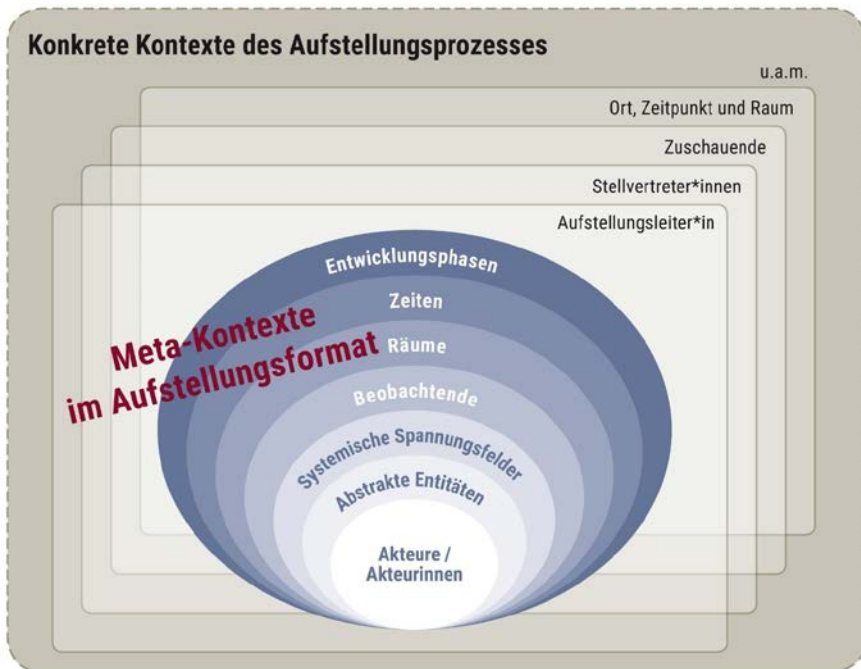 Konkrete Kontexte des Aufstellungsprozesses
u.a.m.
Ort, Zeitpunkt und Raum
Zuschauende
Stellvertreter*innen
Aufstellungsleiter*in
Entwicklungsphasen
Zeiten
Meta-Kontexte
im Aufstellungsformat
Räume
Beobachtende
Systemische Spannungsfelder
Abstrakte Entitäten
Akteure /
Akteurinnen